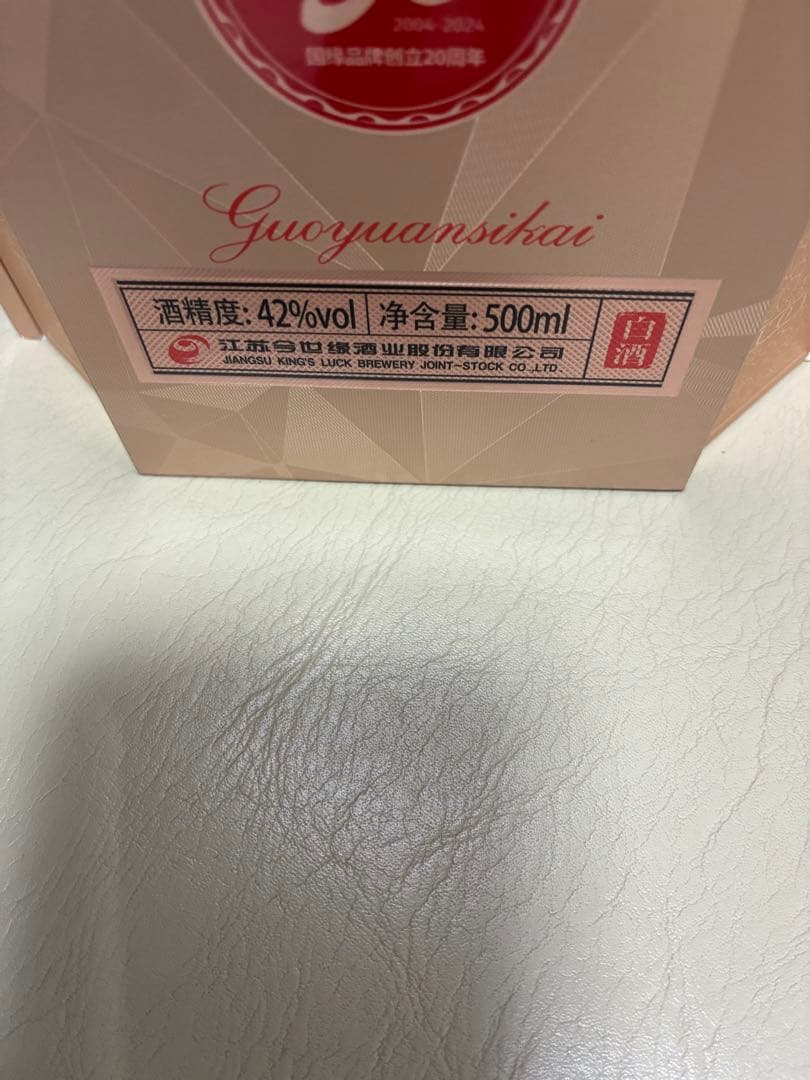 2004-2024
国缘品牌创立20周年
Guoyuansikai
酒精度: 42%vol 净含量: 500ml
江苏今世缘酒业股份有限公司
JIANGSU KING'S LUCK BREWERY JOINT-STOCK CO.,LTD.
白酒